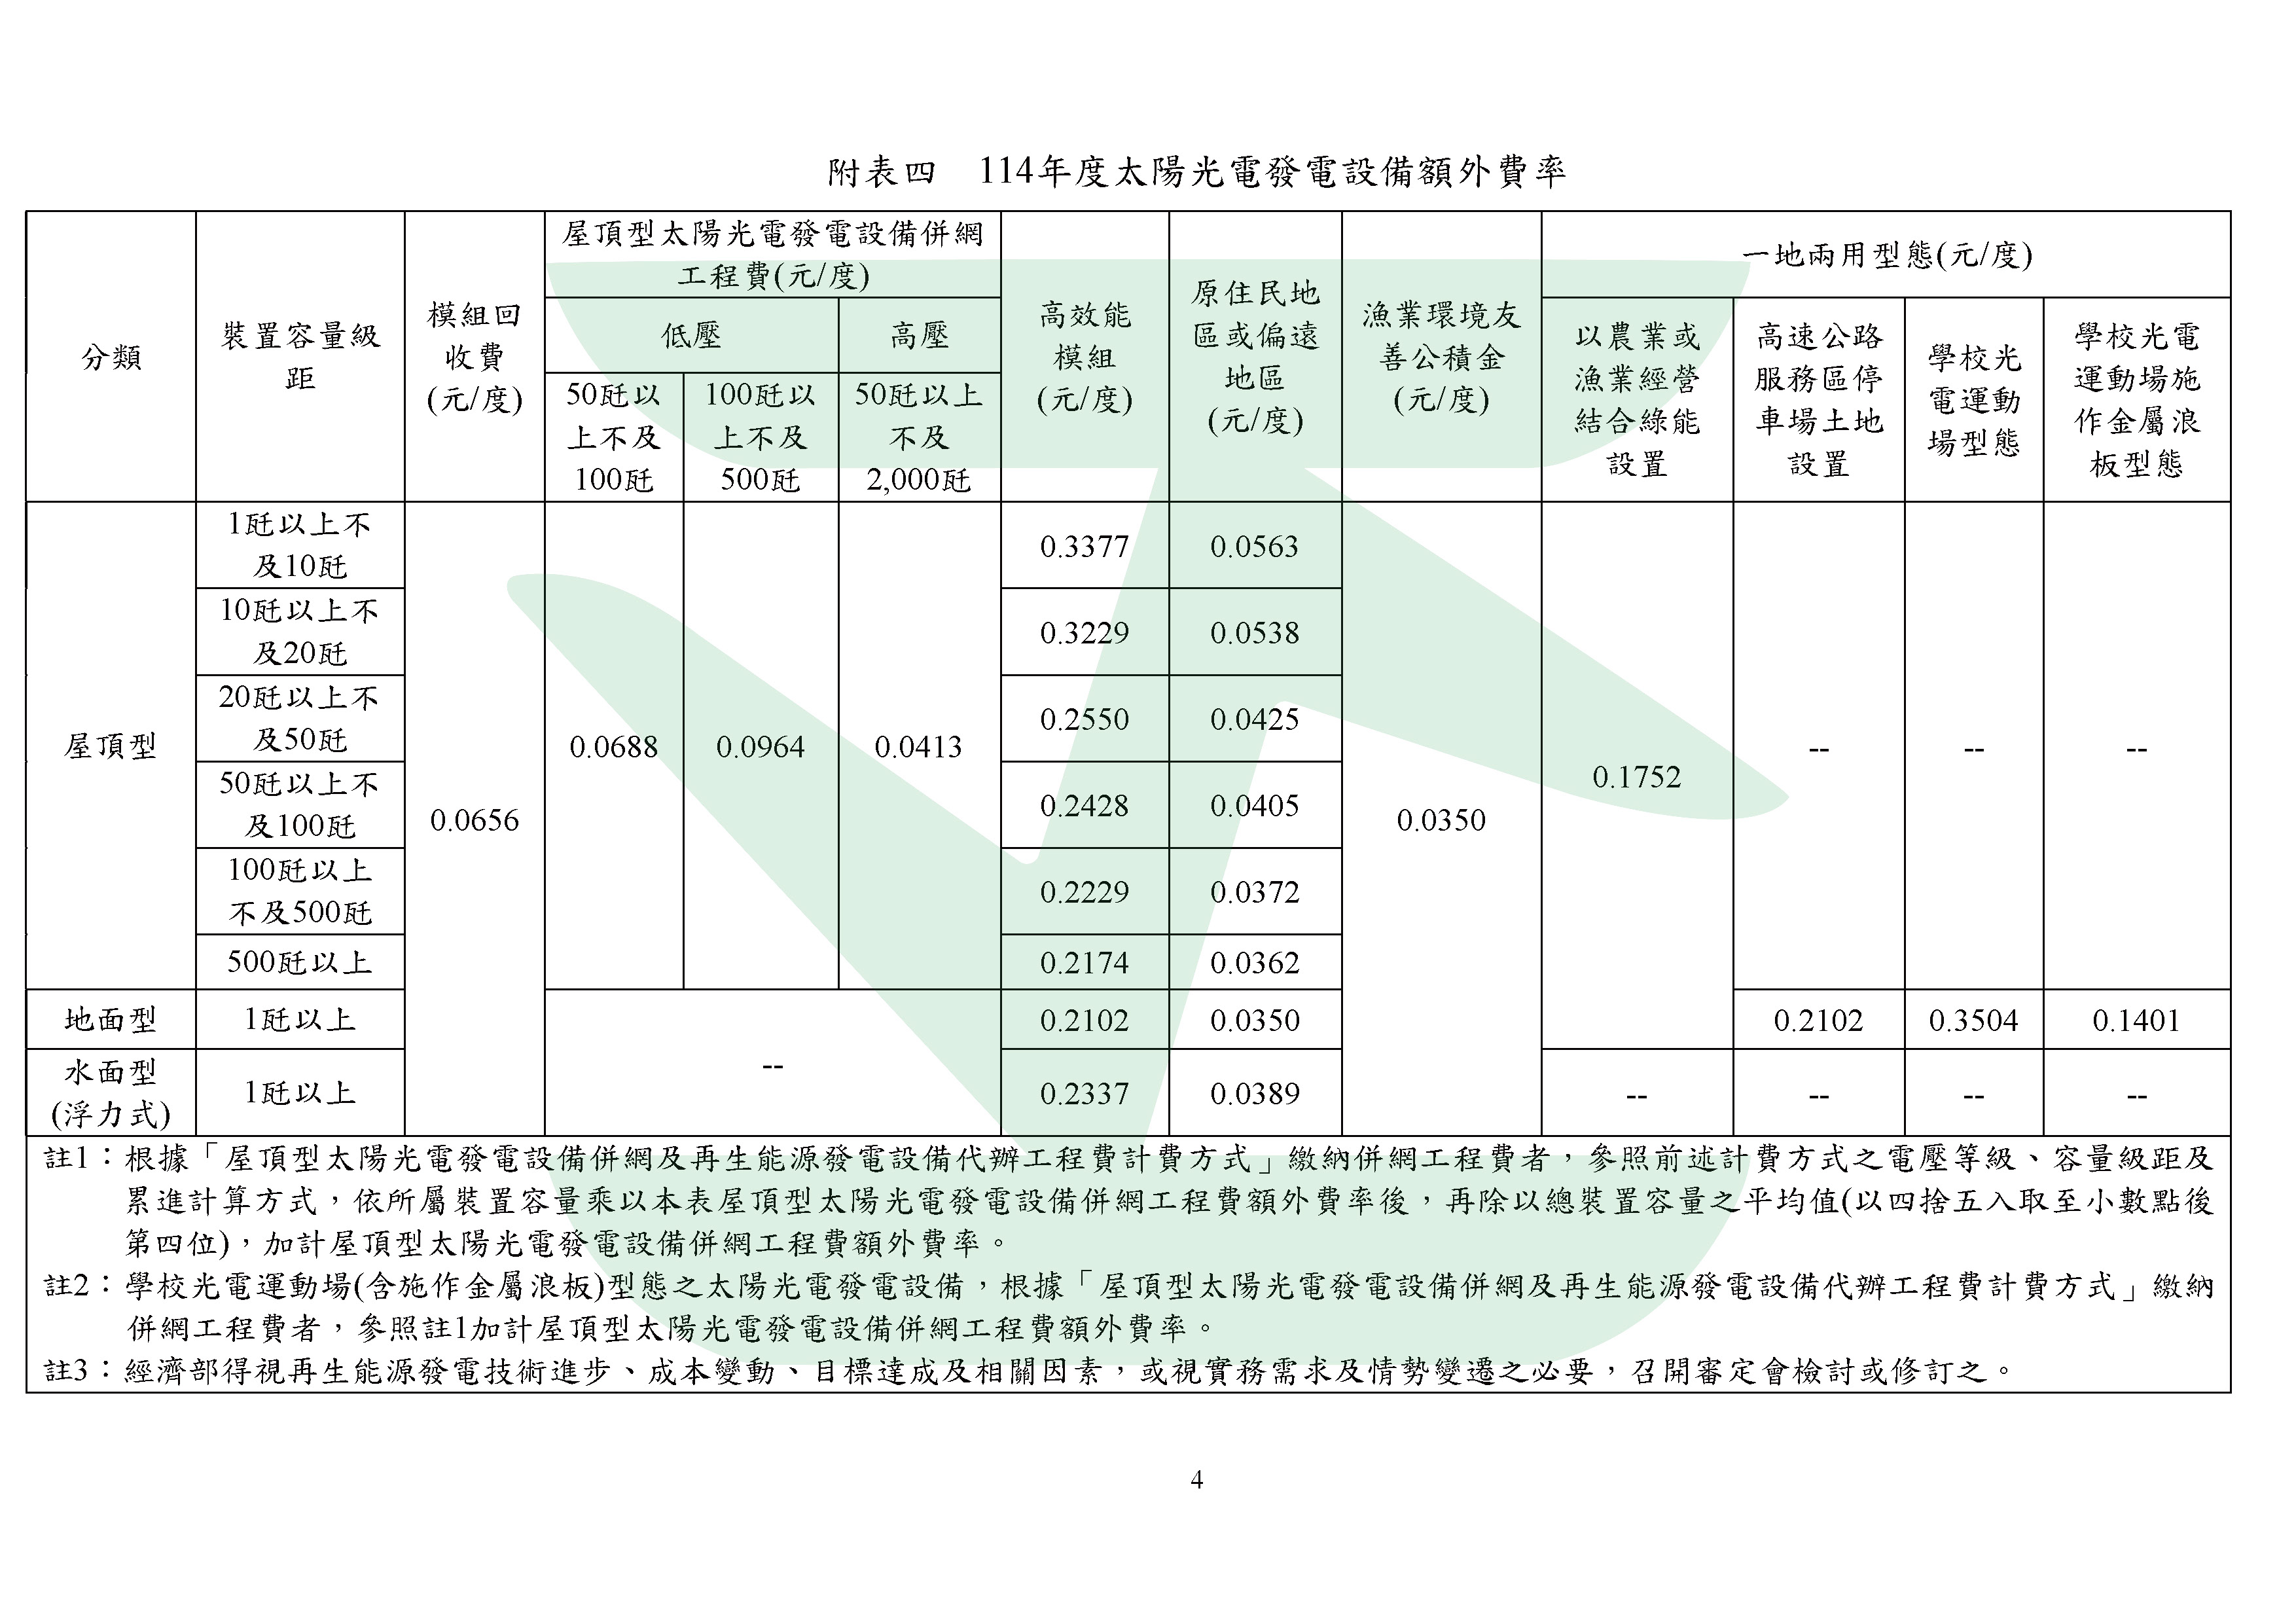 附表四　114年度太陽光電發電設備額外費率
分類
裝置容量級
距
模組回
收費
(元/度)
屋頂型太陽光電發電設備併網
工程費(元/度)
低壓
高壓
50瓩以
上不及
100瓩
100瓩以
上不及
500瓩
50瓩以上
不及
2,000瓩
高效能
模組
(元/度)
原住民地
區或偏遠
地區
(元/度)
漁業環境友
善公積金
(元/度)
一地兩用型態(元/度)
以農業或
漁業經營
結合綠能
設置
高速公路
服務區停
車場土地
設置
學校光
電運動
場型態
學校光電
運動場施
作金屬浪
板型態
屋頂型
1瓩以上不
及10瓩
0.3377
0.0563
10瓩以上不
及20瓩
0.3229
0.0538
20瓩以上不
及50瓩
0.2550
0.0425
50瓩以上不
及100瓩
0.2428
0.0405
100瓩以上
不及500瓩
0.2229
0.0372
500瓩以上
0.2174
0.0362
0.0656
0.0688
0.0964
0.0413
0.0350
0.1752
--
--
--
地面型
1瓩以上
--
0.2102
0.0350
0.2102
0.3504
0.1401
水面型
(浮力式)
1瓩以上
0.2337
0.0389
--
--
--
--
註1：根據「屋頂型太陽光電發電設備併網及再生能源發電設備代辦工程費計費方式」繳納併網工程費者，參照前述計費方式之電壓等級、容量級距及
累進計算方式，依所屬裝置容量乘以本表屋頂型太陽光電發電設備併網工程費額外費率後，再除以總裝置容量之平均值(以四捨五入取至小數點後
第四位)，加計屋頂型太陽光電發電設備併網工程費額外費率。
註2：學校光電運動場(含施作金屬浪板)型態之太陽光電發電設備，根據「屋頂型太陽光電發電設備併網及再生能源發電設備代辦工程費計費方式」繳納
併網工程費者，參照註1加計屋頂型太陽光電發電設備併網工程費額外費率。
註3：經濟部得視再生能源發電技術進步、成本變動、目標達成及相關因素，或視實務需求及情勢變遷之必要，召開審定會檢討或修訂之。
4